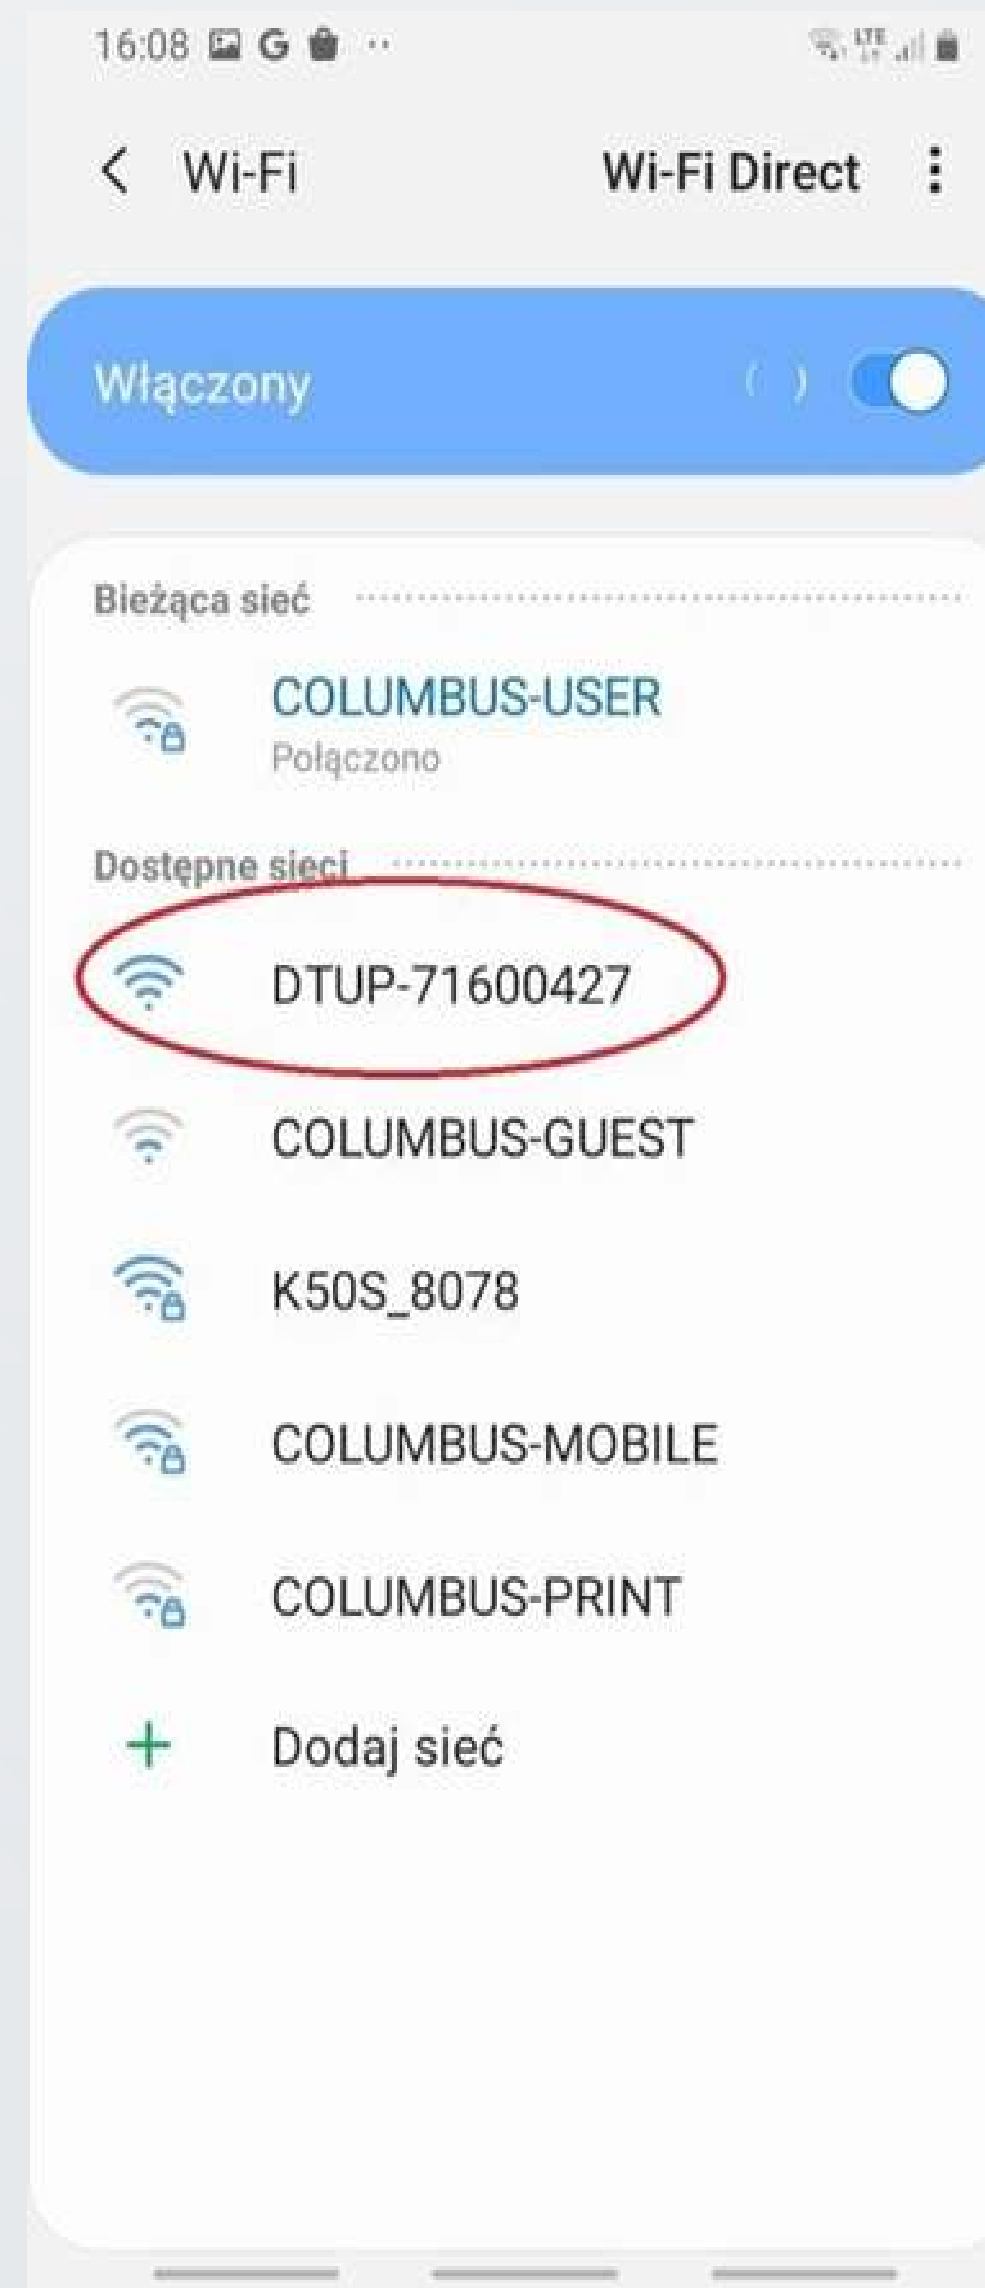 16:08 G LTE
Wi-Fi Wi-Fi Direct
Włączony
Bieżąca sieć
COLUMBUS-USER
Połączono
Dostępne sieci
DTUP-71600427
COLUMBUS-GUEST
K50S_8078
COLUMBUS-MOBILE
COLUMBUS-PRINT
Dodaj sieć